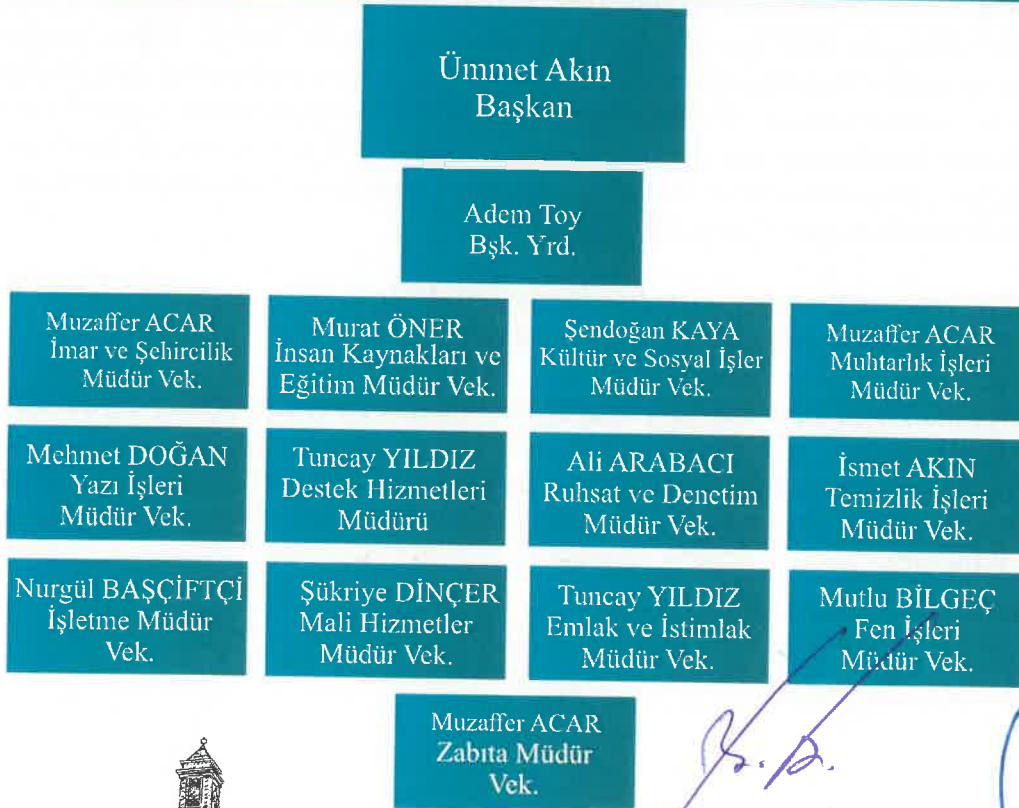 Ümmet Akın
Başkan
Adem Toy
Bşk. Yrd.
Muzaffer ACAR
İmar ve Şehircilik
Müdür Vek.
Murat ÖNER
İnsan Kaynakları ve
Eğitim Müdür Vek.
Şendoğan KAYA
Kültür ve Sosyal İşler
Müdür Vek.
Muzaffer ACAR
Muhtarlık İşleri
Müdür Vek.
Mehmet DOĞAN
Yazı İşleri
Müdür Vek.
Tuncay YILDIZ
Destek Hizmetleri
Müdürü
Ali ARABACI
Ruhsat ve Denetim
Müdür Vek.
İsmet AKIN
Temizlik İşleri
Müdür Vek.
Nurgül BAŞÇİFTÇİ
İşletme Müdür
Vek.
Şükriye DİNÇER
Mali Hizmetler
Müdür Vek.
Tuncay YILDIZ
Emlak ve İstimlak
Müdür Vek.
Mutlu BİLGEÇ
Fen İşleri
Müdür Vek.
Muzaffer ACAR
Zabıta Müdür
Vek.